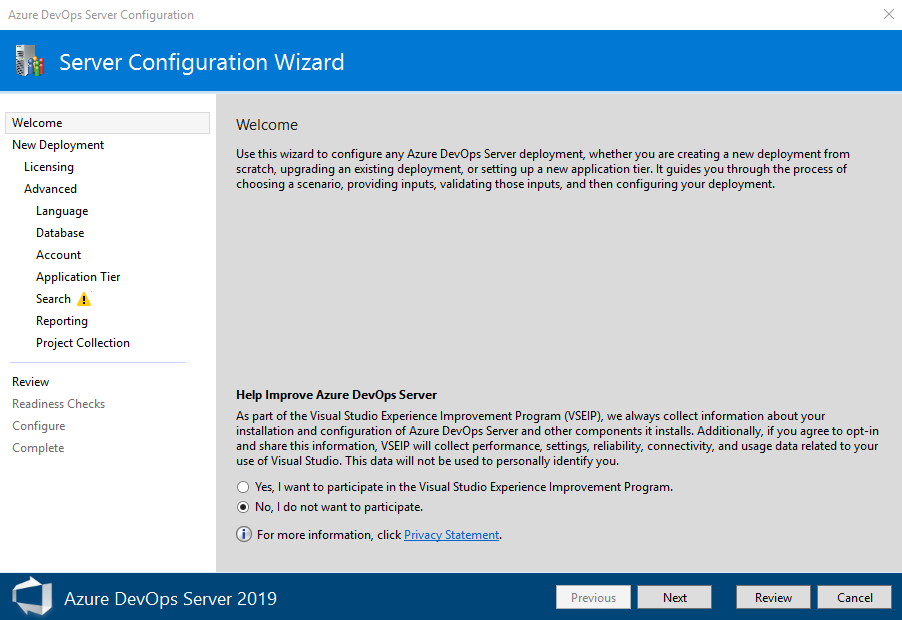 Azure DevOps Server Configuration
Server Configuration Wizard
Welcome
New Deployment
Licensing
Advanced
Language
Database
Account
Application Tier
Search
Reporting
Project Collection
Review
Readiness Checks
Configure
Complete
Welcome
Use this wizard to configure any Azure DevOps Server deployment, whether you are creating a new deployment from
scratch, upgrading an existing deployment, or setting up a new application tier. It guides you through the process of
choosing a scenario, providing inputs, validating those inputs, and then configuring your deployment.
Help Improve Azure DevOps Server
As part of the Visual Studio Experience Improvement Program (VSEIP), we always collect information about your
installation and configuration of Azure DevOps Server and other components it installs. Additionally, if you agree to opt-in
and share this information, VSEIP will collect performance, settings, reliability, connectivity, and usage data related to your
use of Visual Studio. This data will not be used to personally identify you.
Yes, I want to participate in the Visual Studio Experience Improvement Program.
No, I do not want to participate.
For more information, click Privacy Statement.
Azure DevOps Server 2019
Previous
Next
Review
Cancel